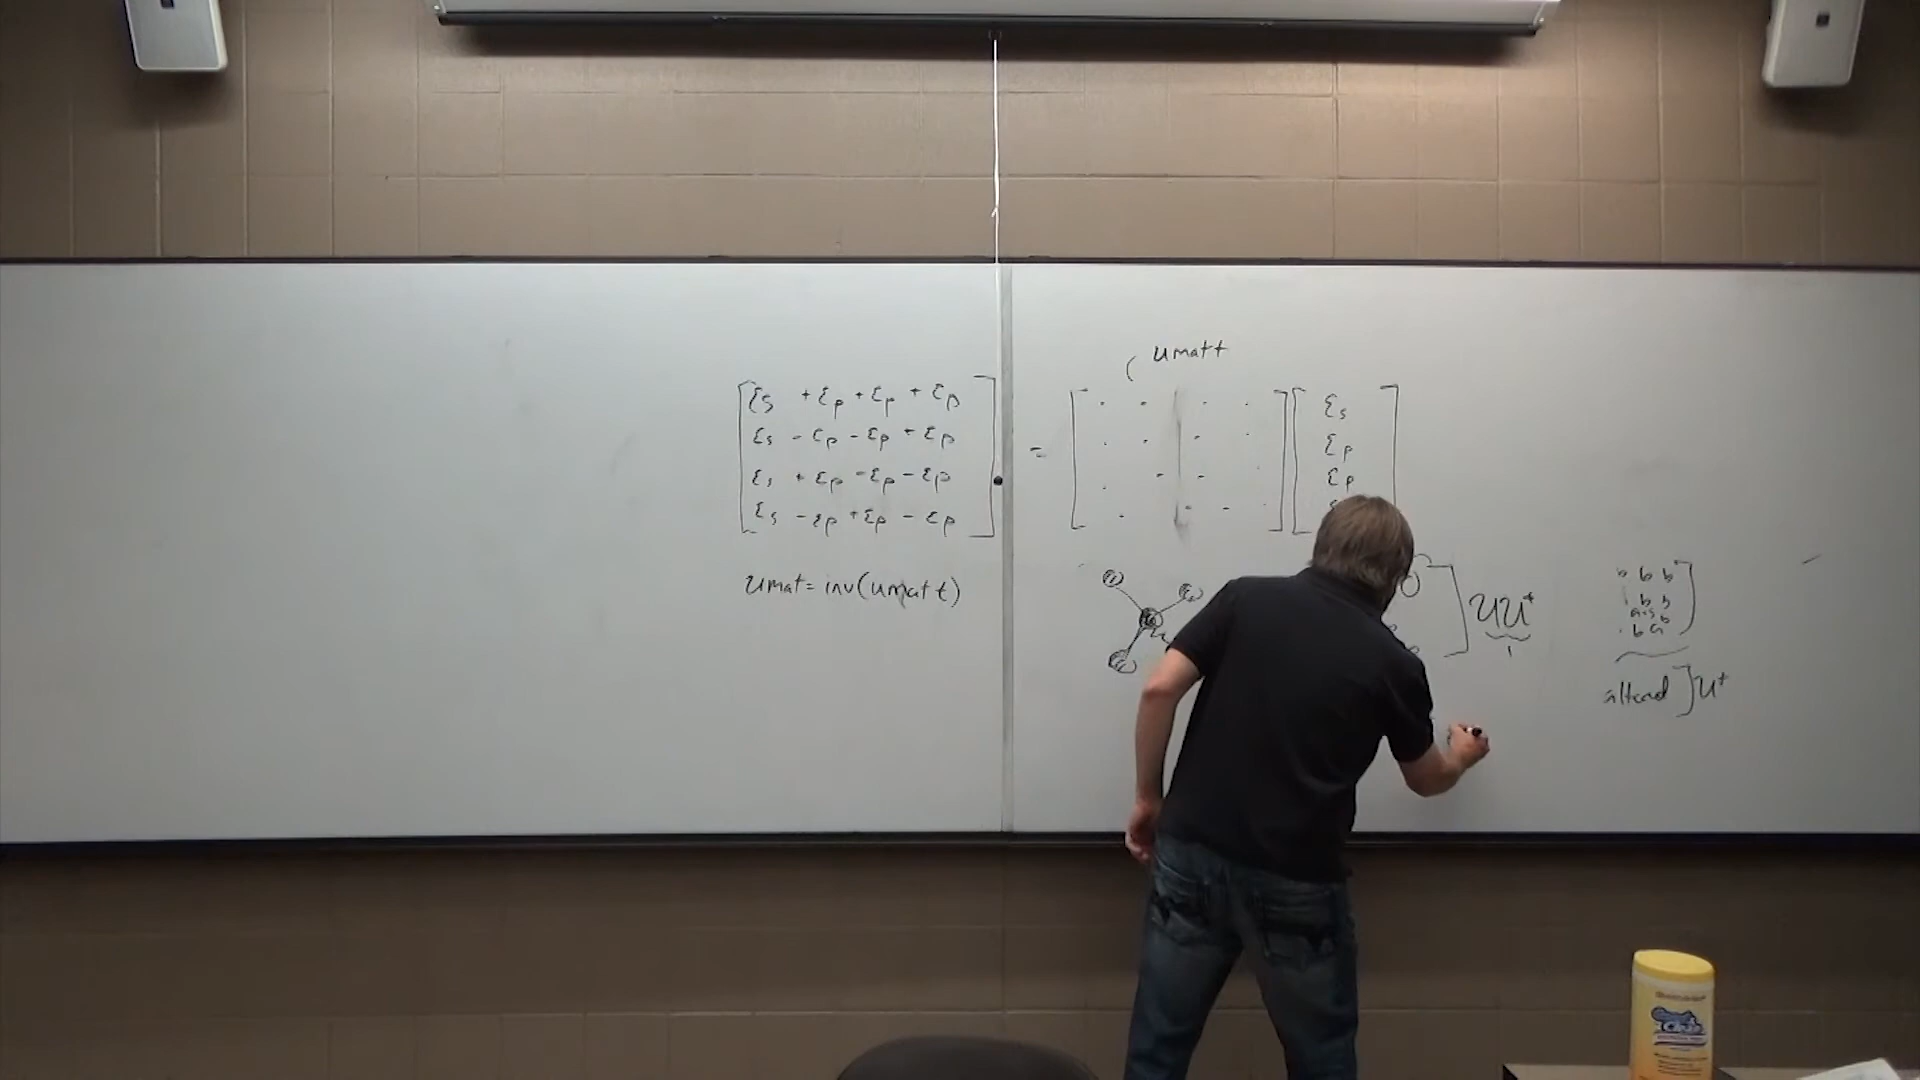 umatt
εs + εp + εp + εp
εs - εp - εp + εp
εs + εp - εp - εp
εs - εp + εp - εp
=
εs
εp
εp
umat = inv(umatt)
UU⁺
1
b b b
b b
b a
altered ] U⁺